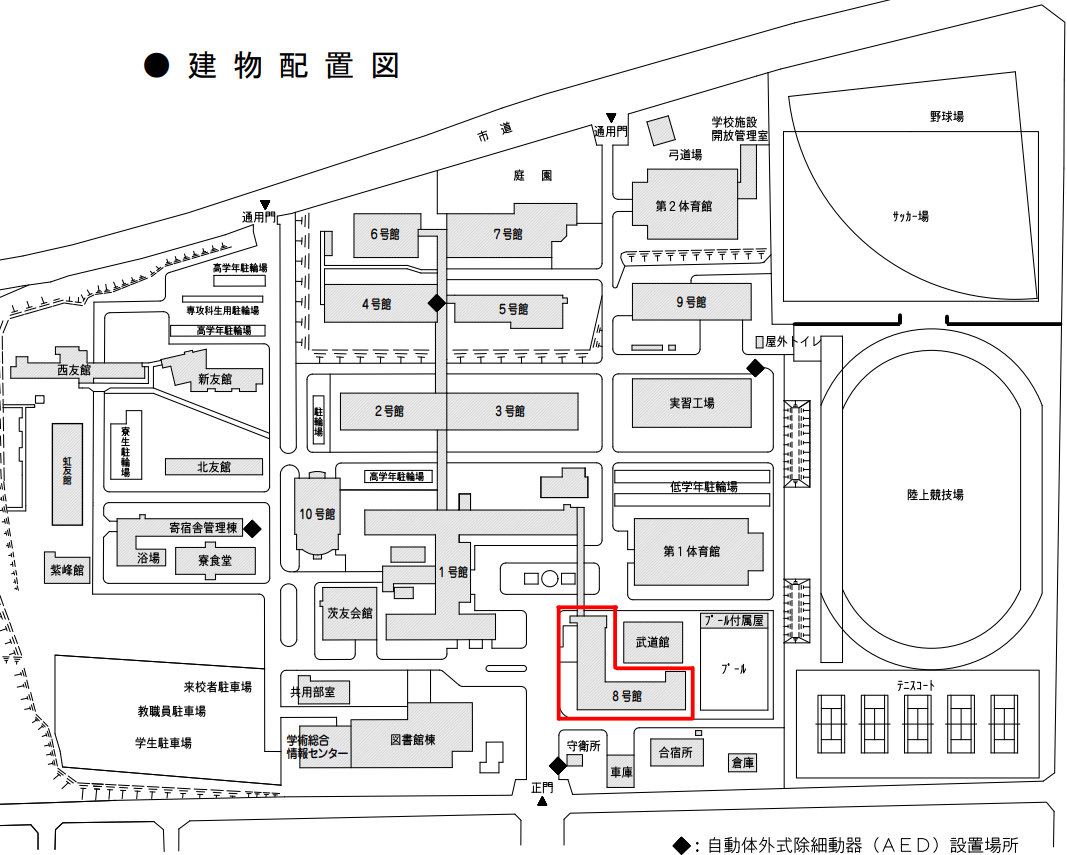 ● 建物配置図
市道
通用門
学校施設
開放管理室
弓道場
野球場
庭園
第2体育館
サッカー場
通用門
6号館
7号館
高学年駐輪場
専攻科生用駐輪場
高学年駐輪場
4号館
5号館
9号館
屋外トイレ
西友館
新友館
2号館
3号館
駐輪場
実習工場
寮生駐輪場
虹友館
北友館
高学年駐輪場
低学年駐輪場
陸上競技場
10号館
寄宿舎管理棟
浴場
寮食堂
紫峰館
1号館
第1体育館
茨友会館
武道館
プール付属屋
プール
8号館
来校者駐車場
教職員駐車場
学生駐車場
共用部室
学術総合
情報センター
図書館棟
テニスコート
守衛所
車庫
合宿所
倉庫
正門
◆：自動体外式除細動器（ＡＥＤ）設置場所